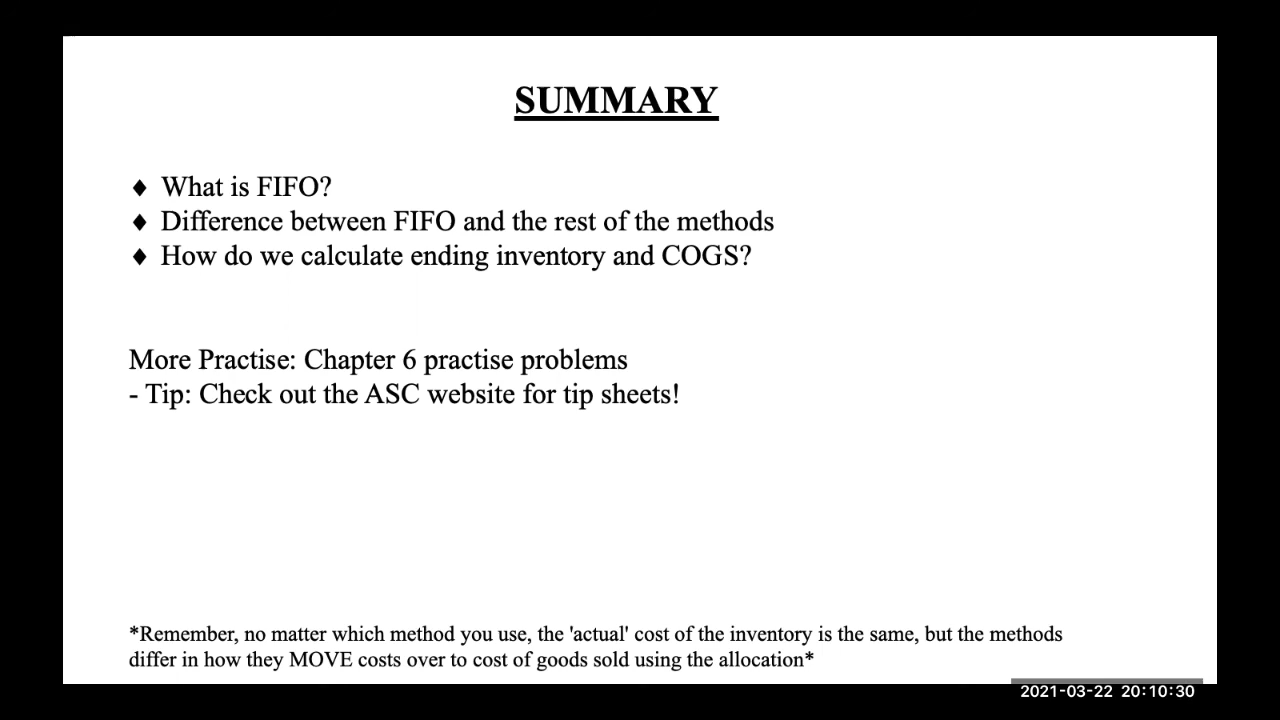 SUMMARY
♦ What is FIFO?
♦ Difference between FIFO and the rest of the methods
♦ How do we calculate ending inventory and COGS?
More Practise: Chapter 6 practise problems
- Tip: Check out the ASC website for tip sheets!
*Remember, no matter which method you use, the 'actual' cost of the inventory is the same, but the methods
differ in how they MOVE costs over to cost of goods sold using the allocation*
2021-03-22 20:10:30